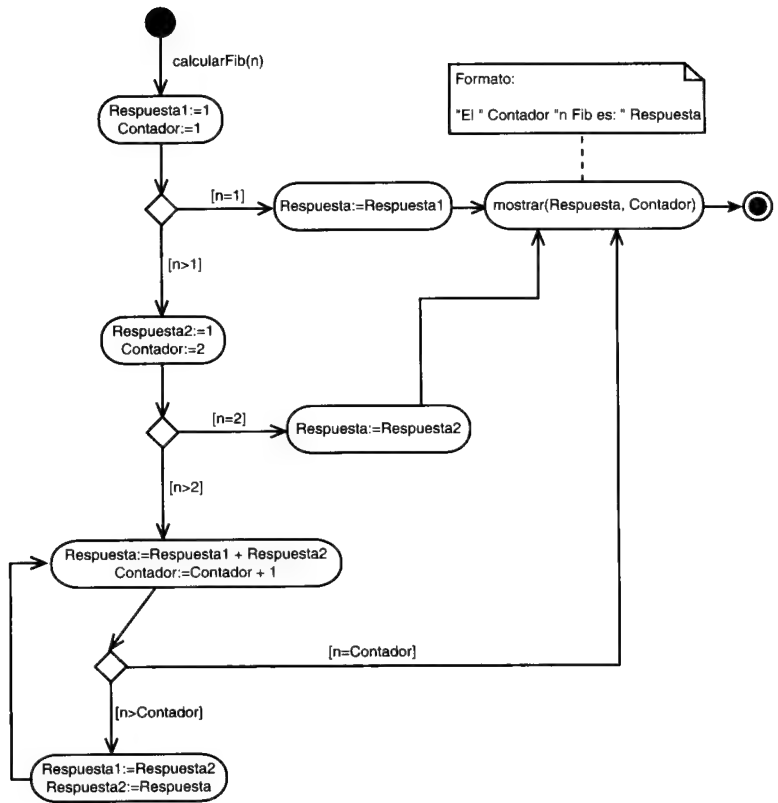 calcularFib(n)
Respuesta1:=1
Contador:=1
Formato:
"El " Contador "n Fib es: " Respuesta
[n=1]
Respuesta:=Respuesta1
mostrar(Respuesta, Contador)
[n>1]
Respuesta2:=1
Contador:=2
[n=2]
Respuesta:=Respuesta2
[n>2]
Respuesta:=Respuesta1 + Respuesta2
Contador:=Contador + 1
[n=Contador]
[n>Contador]
Respuesta1:=Respuesta2
Respuesta2:=Respuesta